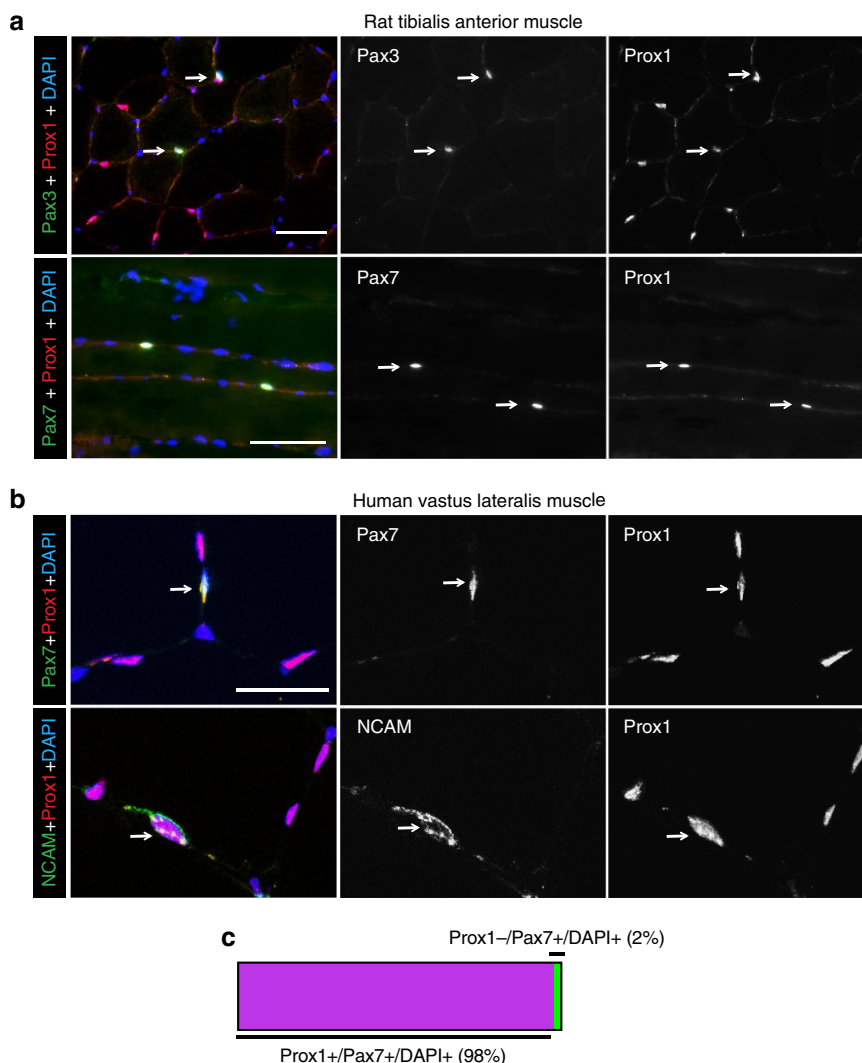 a
Rat tibialis anterior muscle
Pax3 + Prox1 + DAPI
Pax3
Prox1
Pax7 + Prox1 + DAPI
Pax7
Prox1
b
Human vastus lateralis muscle
Pax7+Prox1+DAPI
Pax7
Prox1
NCAM+Prox1+DAPI
NCAM
Prox1
c
Prox1–/Pax7+/DAPI+ (2%)
Prox1+/Pax7+/DAPI+ (98%)